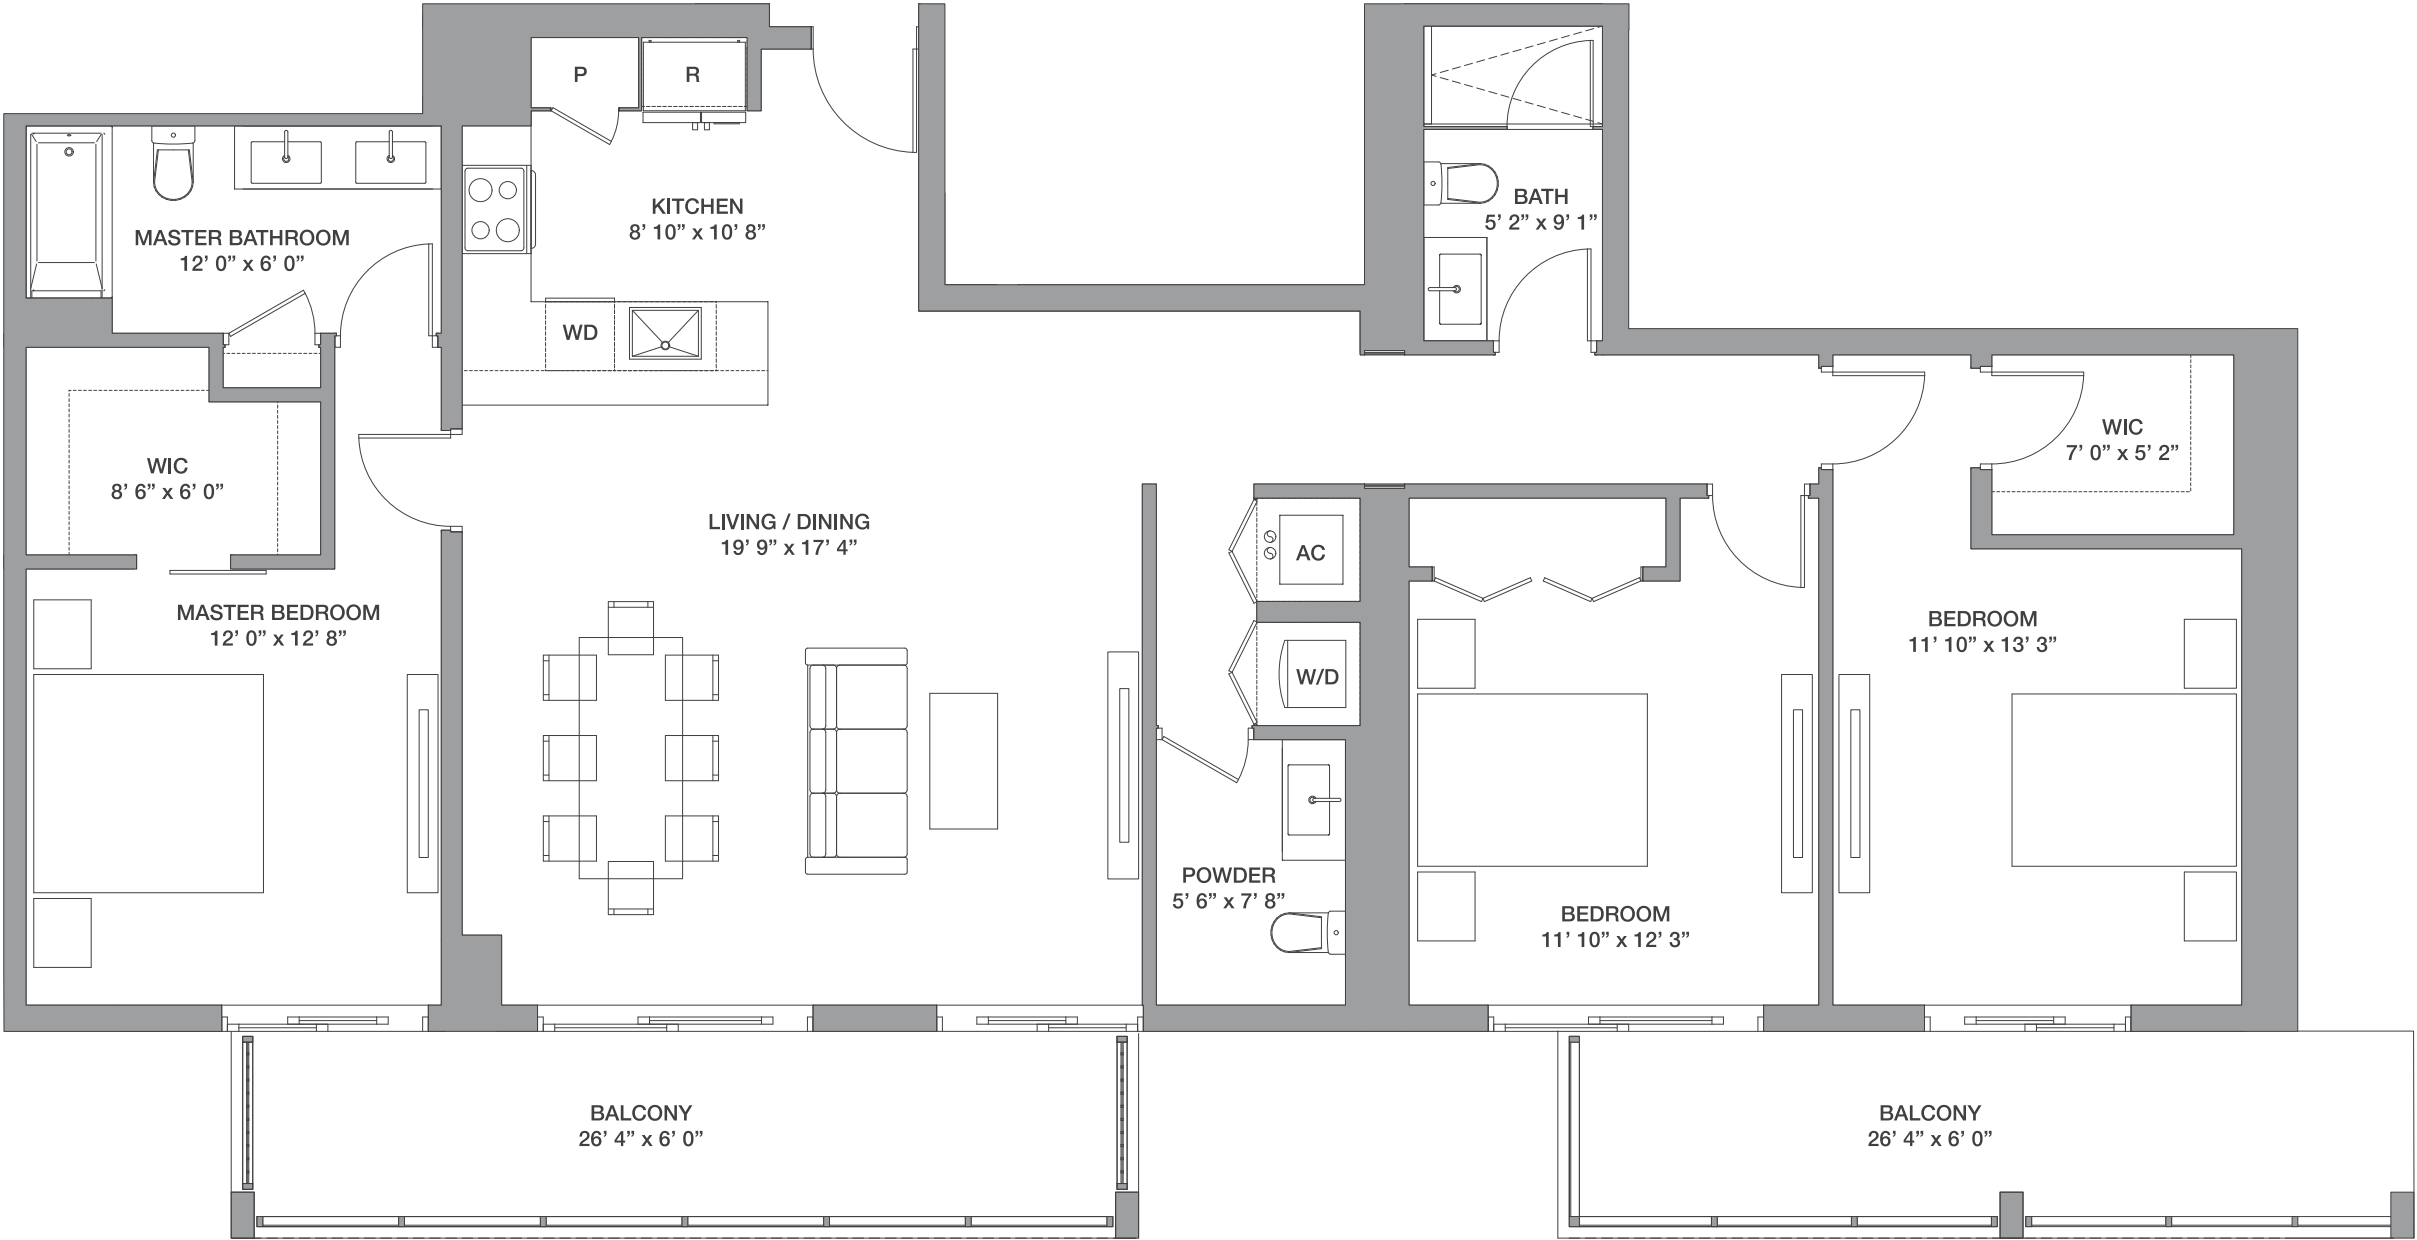 P
R
KITCHEN
8’ 10” x 10’ 8”
BATH
5’ 2” x 9’ 1”
MASTER BATHROOM
12’ 0” x 6’ 0”
WD
WIC
7’ 0” x 5’ 2”
WIC
8’ 6” x 6’ 0”
LIVING / DINING
19’ 9” x 17’ 4”
AC
MASTER BEDROOM
12’ 0” x 12’ 8”
BEDROOM
11’ 10” x 13’ 3”
W/D
POWDER
5’ 6” x 7’ 8”
BEDROOM
11’ 10” x 12’ 3”
BALCONY
26’ 4” x 6’ 0”
BALCONY
26’ 4” x 6’ 0”